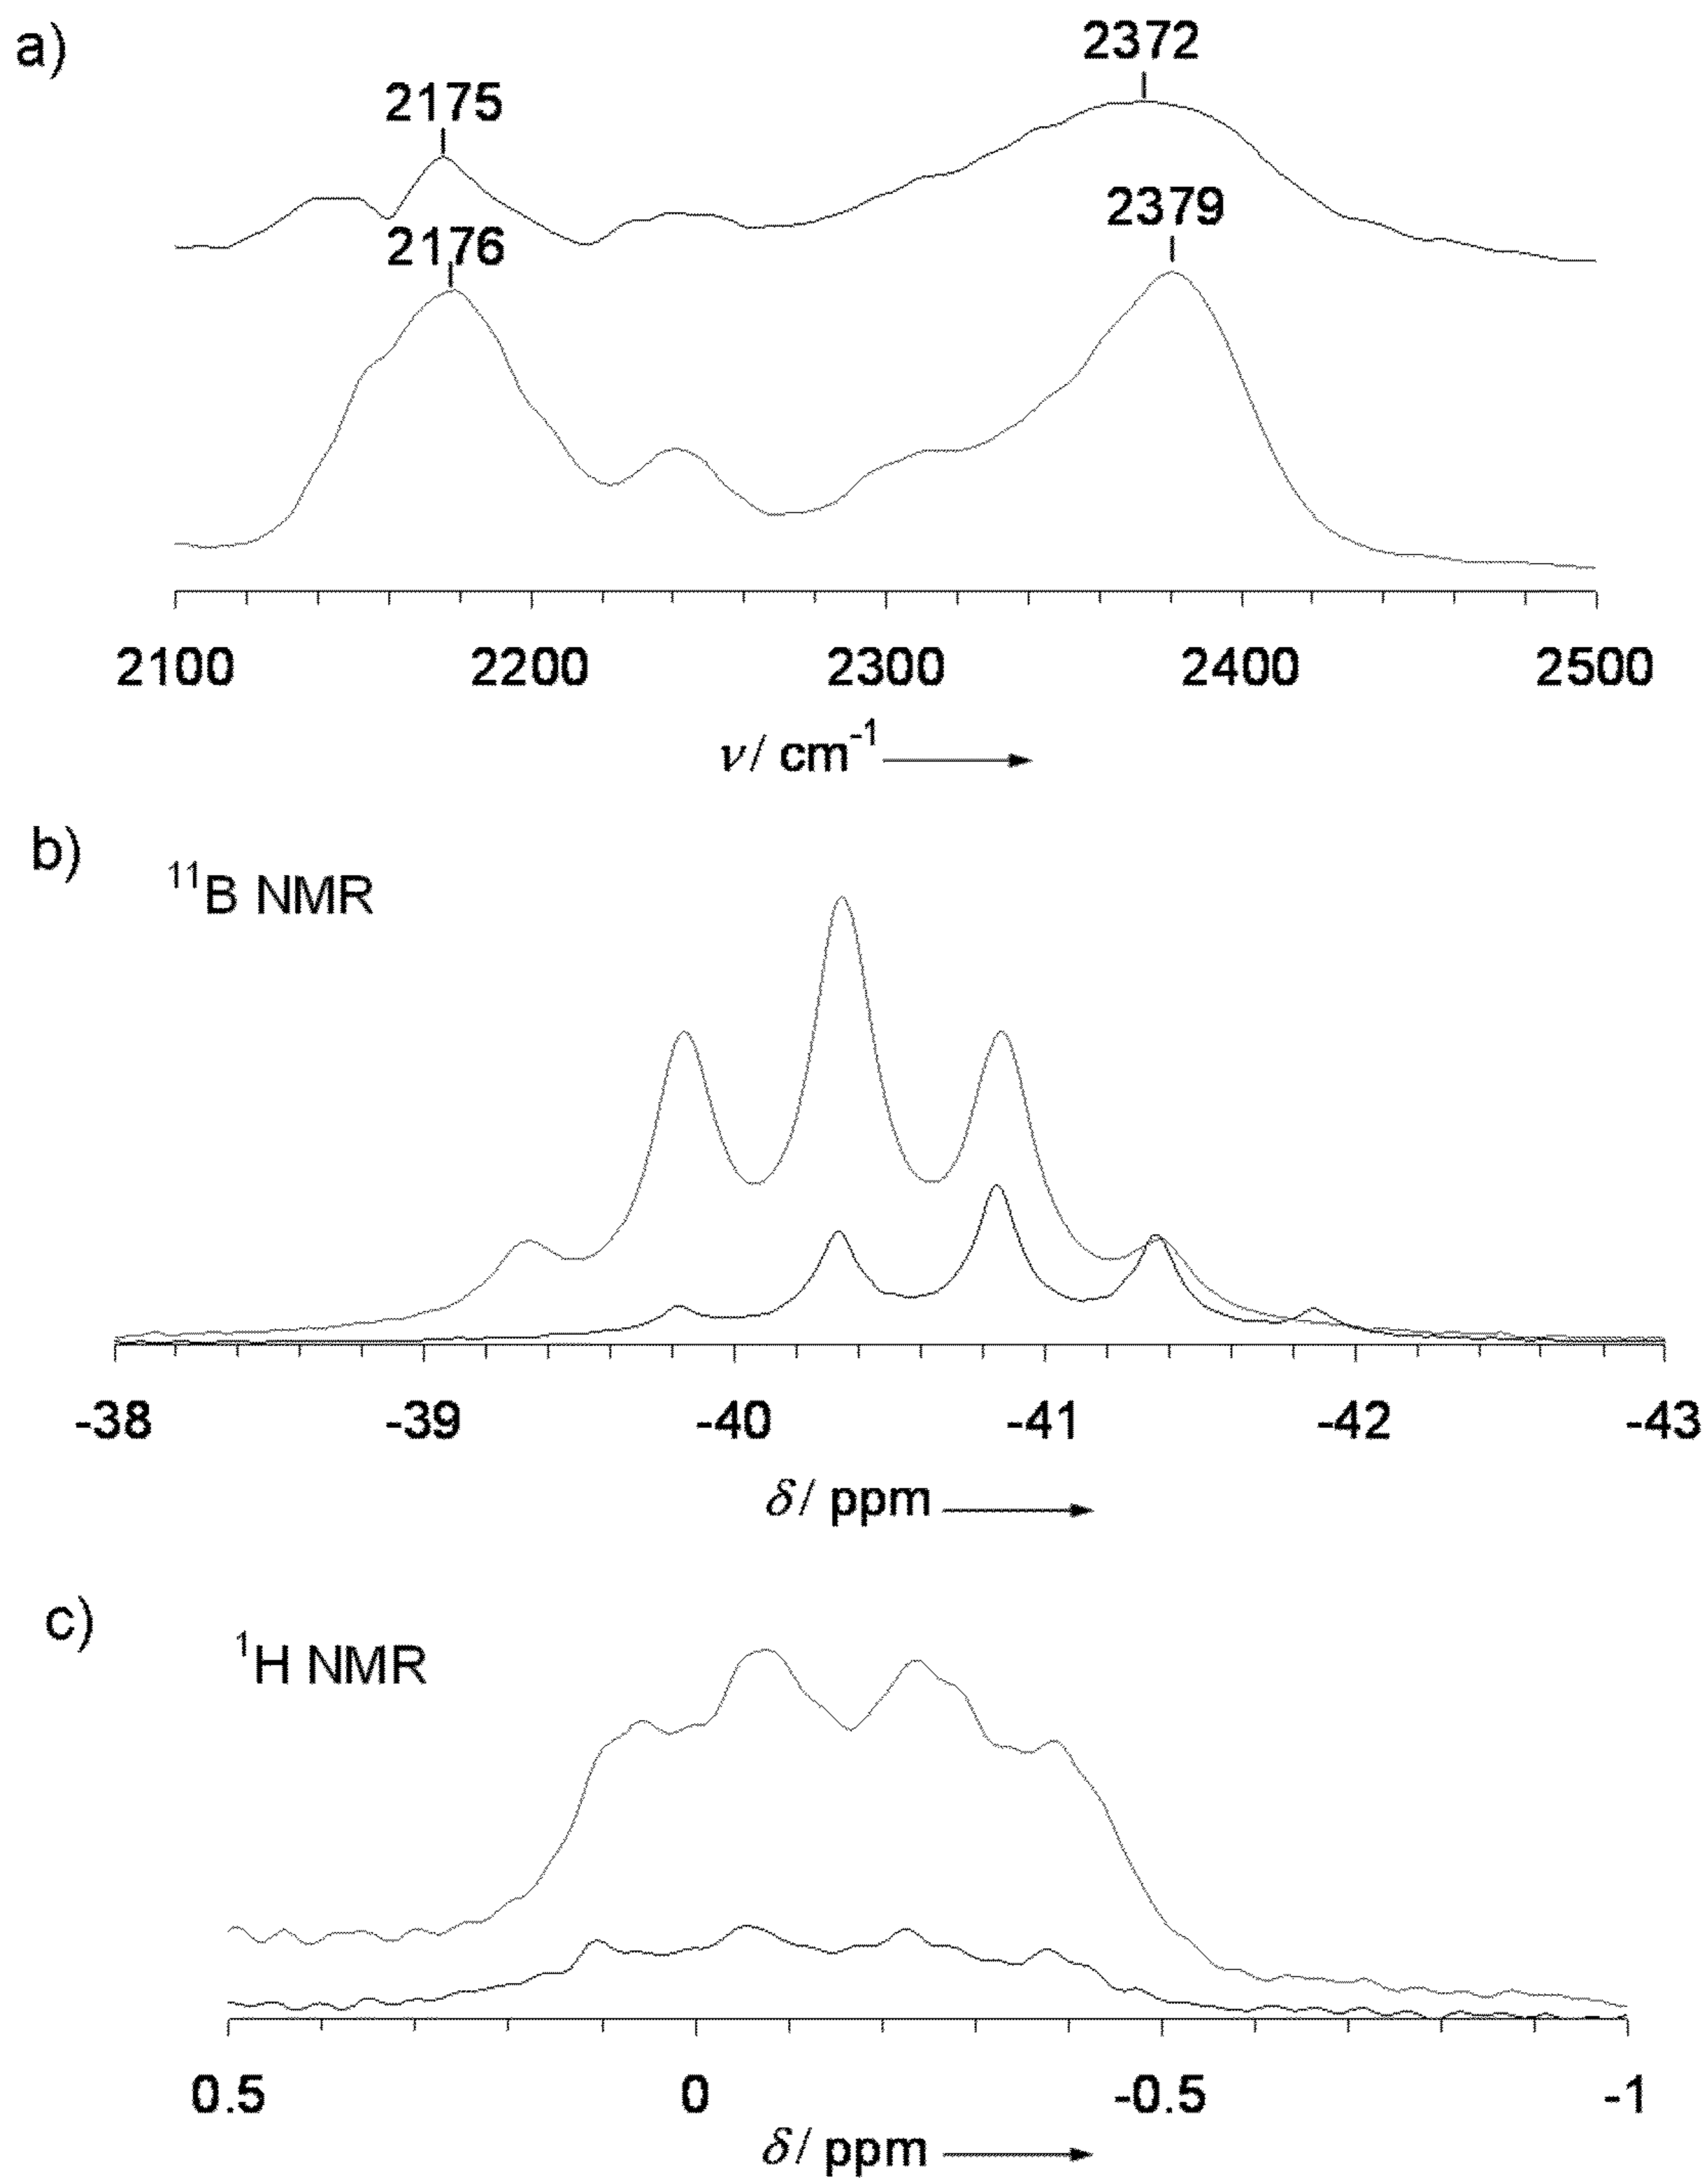 a)
2372
2175
2379
2176
2100 2200 2300 2400 2500
ν/ cm⁻¹
b)
¹¹B NMR
-38 -39 -40 -41 -42 -43
δ/ ppm
c)
¹H NMR
0.5 0 -0.5 -1
δ/ ppm